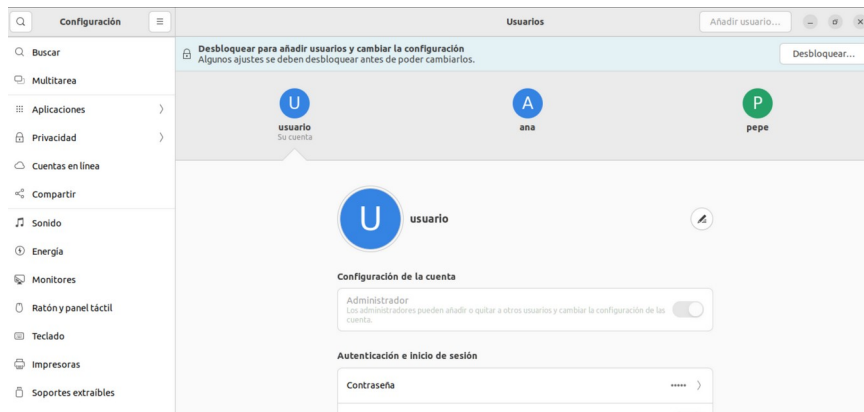 Configuración
Usuarios
Añadir usuario...
Buscar
Multitarea
Aplicaciones
Privacidad
Cuentas en línea
Compartir
Sonido
Energía
Monitores
Ratón y panel táctil
Teclado
Impresoras
Soportes extraíbles
Desbloquear para añadir usuarios y cambiar la configuración
Algunos ajustes se deben desbloquear antes de poder cambiarlos.
Desbloquear...
U
usuario
Su cuenta
A
ana
P
pepe
U
usuario
Configuración de la cuenta
Administrador
Los administradores pueden añadir o quitar a otros usuarios y cambiar la configuración de las
cuenta.
Autenticación e inicio de sesión
Contraseña
•••••